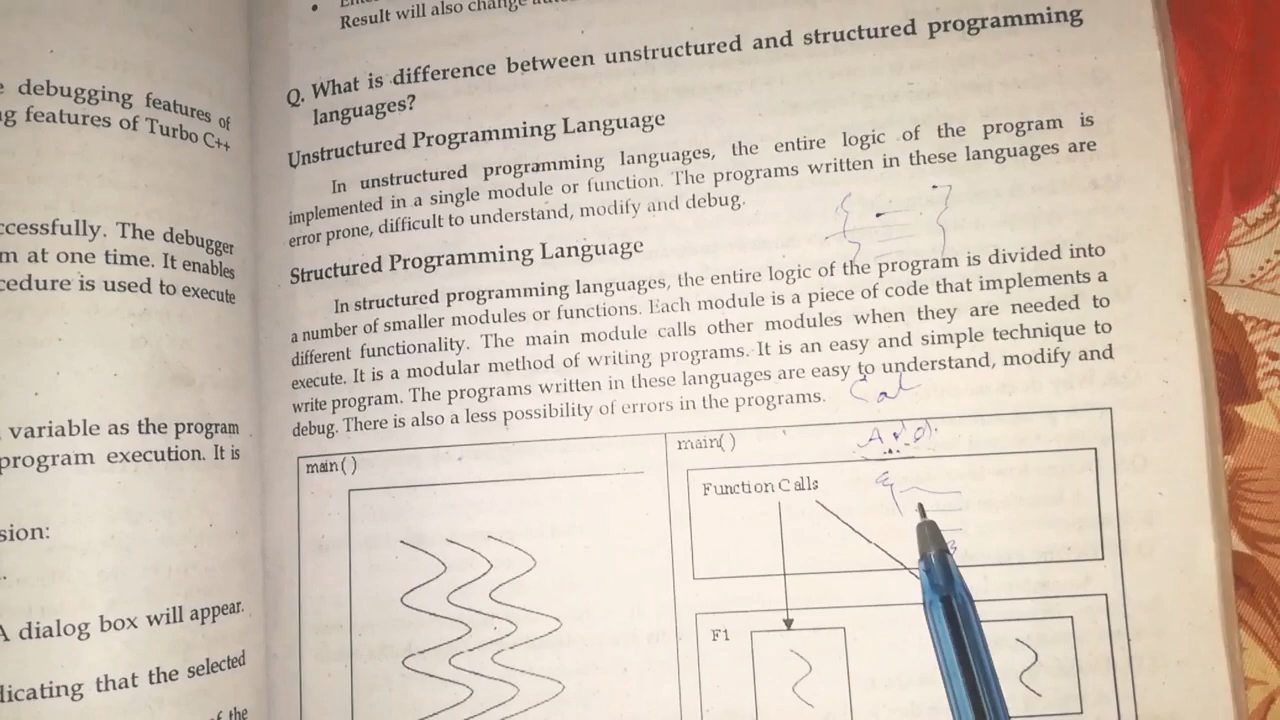 e debugging features of
g features of Turbo C++
ccessfully. The debugger
m at one time. It enables
cedure is used to execute
variable as the program
program execution. It is
sion:
A dialog box will appear.
dicating that the selected
of the
Result will also change
Q. What is difference between unstructured and structured programming
languages?
Unstructured Programming Language
In unstructured programming languages, the entire logic of the program is
implemented in a single module or function. The programs written in these languages are
error prone, difficult to understand, modify and debug.
Structured Programming Language
In structured programming languages, the entire logic of the program is divided into
a number of smaller modules or functions. Each module is a piece of code that implements a
different functionality. The main module calls other modules when they are needed to
execute. It is a modular method of writing programs. It is an easy and simple technique to
write program. The programs written in these languages are easy to understand, modify and
debug. There is also a less possibility of errors in the programs.
Cal
main()
main()
Function Calls
F1